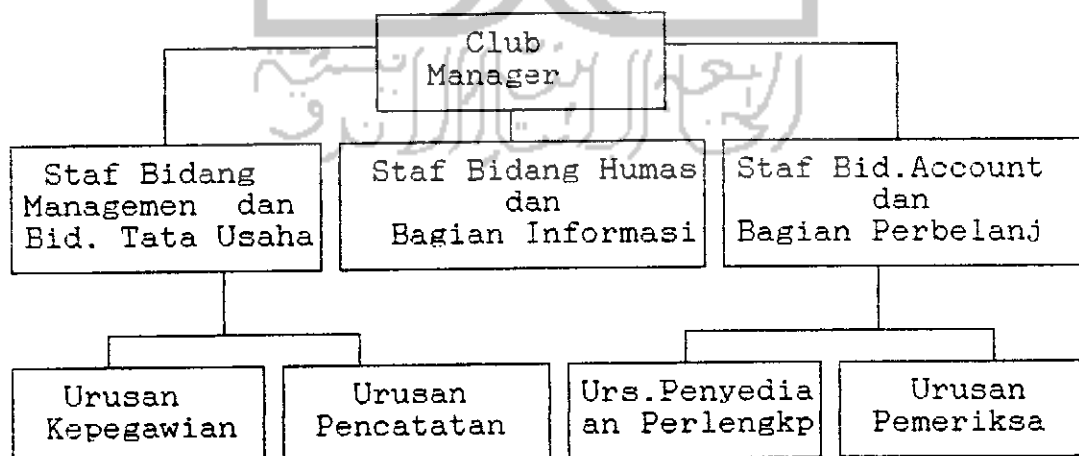 Club
Manager
Staf Bidang
Managemen dan
Bid. Tata Usaha
Staf Bidang Humas
dan
Bagian Informasi
Staf Bid.Account
dan
Bagian Perbelanj
Urusan
Kepegawian
Urusan
Pencatatan
Urs.Penyedia
an Perlengkp
Urusan
Pemeriksa